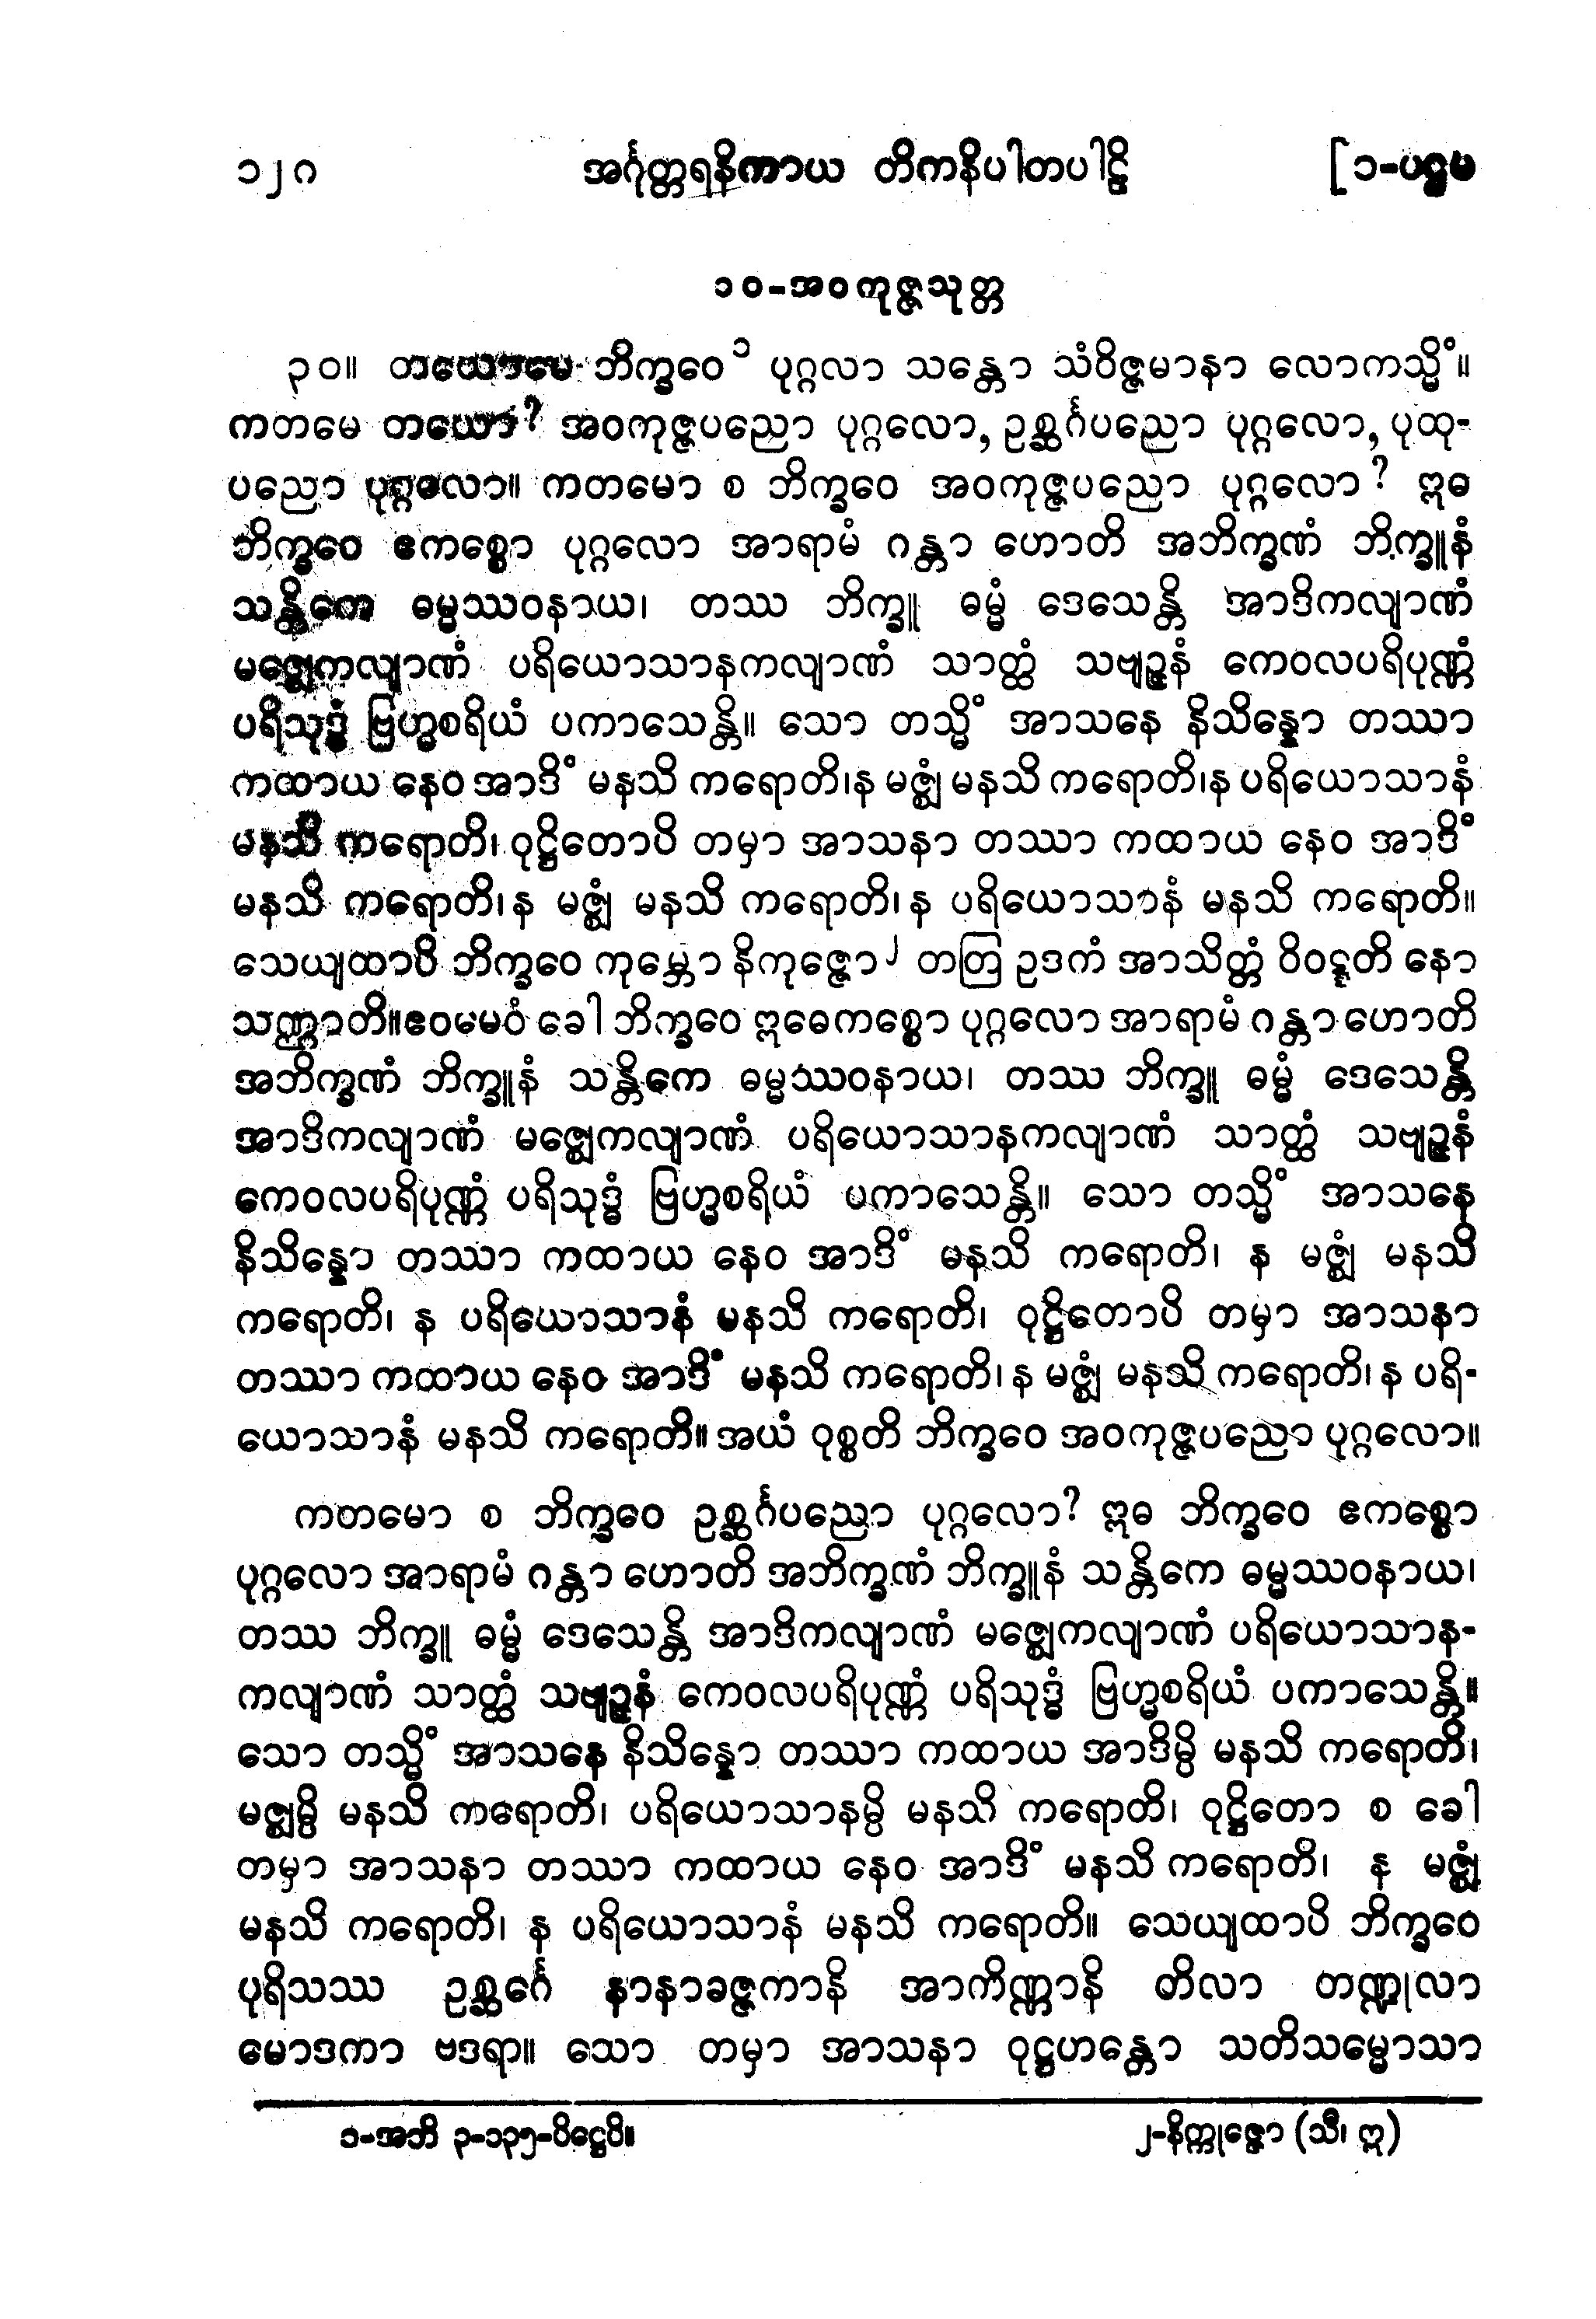 ၁၂၈ အင်္ဂုတ္တရနိကာယ တိကနိပါတပါဠိ [၁-ပဌမ
၁၀-အဝကုဇ္ဇသုတ္တ
၃၀။ တယောမေ ဘိက္ခဝေ ၁ ပုဂ္ဂလာ သန္တော သံဝိဇ္ဇမာနာ လောကသ္မိံ။
ကတမေ တယော? အဝကုဇ္ဇပညော ပုဂ္ဂလော, ဥစ္ဆင်္ဂပညော ပုဂ္ဂလော, ပုထု-
ပညော ပုဂ္ဂလော။ ကတမော စ ဘိက္ခဝေ အဝကုဇ္ဇပညော ပုဂ္ဂလော? ဣဓ
ဘိက္ခဝေ ဧကစ္စော ပုဂ္ဂလော အာရာမံ ဂန္တာ ဟောတိ အဘိက္ခဏံ ဘိက္ခူနံ
သန္တိကေ ဓမ္မဿဝနာယ၊ တဿ ဘိက္ခူ ဓမ္မံ ဒေသေန္တိ အာဒိကလျာဏံ
မဇ္ဈေကလျာဏံ ပရိယောသာနကလျာဏံ သာတ္ထံ သဗျဉ္ဇနံ ကေဝလပရိပုဏ္ဏံ
ပရိသုဒ္ဓံ ဗြဟ္မစရိယံ ပကာသေန္တိ။ သော တသ္မိံ အာသနေ နိသိန္နော တဿာ
ကထာယ နေဝ အာဒိံ မနသိ ကရောတိ၊ န မဇ္ဈံ မနသိ ကရောတိ၊ န ပရိယောသာနံ
မနသိ ကရောတိ၊ ဝုဋ္ဌိတောပိ တမှာ အာသနာ တဿာ ကထာယ နေဝ အာဒိံ
မနသိ ကရောတိ၊ န မဇ္ဈံ မနသိ ကရောတိ၊ န ပရိယောသာနံ မနသိ ကရောတိ။
သေယျထာပိ ဘိက္ခဝေ ကုမ္ဘော နိကုဇ္ဇော ၂ တတြ ဥဒကံ အာသိတ္တံ ဝိဝဋ္ဋတိ နော
သဏ္ဌာတိ။ ဧဝမေဝံ ခေါ ဘိက္ခဝေ ဣဓေကစ္စော ပုဂ္ဂလော အာရာမံ ဂန္တာ ဟောတိ
အဘိက္ခဏံ ဘိက္ခူနံ သန္တိကေ ဓမ္မဿဝနာယ၊ တဿ ဘိက္ခူ ဓမ္မံ ဒေသေန္တိ
အာဒိကလျာဏံ မဇ္ဈေကလျာဏံ ပရိယောသာနကလျာဏံ သာတ္ထံ သဗျဉ္ဇနံ
ကေဝလပရိပုဏ္ဏံ ပရိသုဒ္ဓံ ဗြဟ္မစရိယံ ပကာသေန္တိ။ သော တသ္မိံ အာသနေ
နိသိန္နော တဿာ ကထာယ နေဝ အာဒိံ မနသိ ကရောတိ၊ န မဇ္ဈံ မနသိ
ကရောတိ၊ န ပရိယောသာနံ မနသိ ကရောတိ၊ ဝုဋ္ဌိတောပိ တမှာ အာသနာ
တဿာ ကထာယ နေဝ အာဒိံ မနသိ ကရောတိ၊ န မဇ္ဈံ မနသိ ကရောတိ၊ န ပရိ-
ယောသာနံ မနသိ ကရောတိ။ အယံ ဝုစ္စတိ ဘိက္ခဝေ အဝကုဇ္ဇပညော ပုဂ္ဂလော။
ကတမော စ ဘိက္ခဝေ ဥစ္ဆင်္ဂပညော ပုဂ္ဂလော? ဣဓ ဘိက္ခဝေ ဧကစ္စော
ပုဂ္ဂလော အာရာမံ ဂန္တာ ဟောတိ အဘိက္ခဏံ ဘိက္ခူနံ သန္တိကေ ဓမ္မဿဝနာယ၊
တဿ ဘိက္ခူ ဓမ္မံ ဒေသေန္တိ အာဒိကလျာဏံ မဇ္ဈေကလျာဏံ ပရိယောသာန-
ကလျာဏံ သာတ္ထံ သဗျဉ္ဇနံ ကေဝလပရိပုဏ္ဏံ ပရိသုဒ္ဓံ ဗြဟ္မစရိယံ ပကာသေန္တိ။
သော တသ္မိံ အာသနေ နိသိန္နော တဿာ ကထာယ အာဒိမ္ပိ မနသိ ကရောတိ၊
မဇ္ဈမ္ပိ မနသိ ကရောတိ၊ ပရိယောသာနမ္ပိ မနသိ ကရောတိ၊ ဝုဋ္ဌိတော စ ခေါ
တမှာ အာသနာ တဿာ ကထာယ နေဝ အာဒိံ မနသိ ကရောတိ၊ န မဇ္ဈံ
မနသိ ကရောတိ၊ န ပရိယောသာနံ မနသိ ကရောတိ။ သေယျထာပိ ဘိက္ခဝေ
ပုရိသဿ ဥစ္ဆင်္ဂေ နာနာခဇ္ဇကာနိ အာကိဏ္ဏာနိ တိလာ တဏ္ဍုလာ
မောဒကာ ဗဒရာ။ သော တမှာ အာသနာ ဝုဋ္ဌဟန္တော သတိသမ္မောသာ
၁-အဘိ ၃-၁၃၅-ပိဋ္ဌေပိ။ ၂-နိက္ကုဇ္ဇော (သီ၊ ဣ)